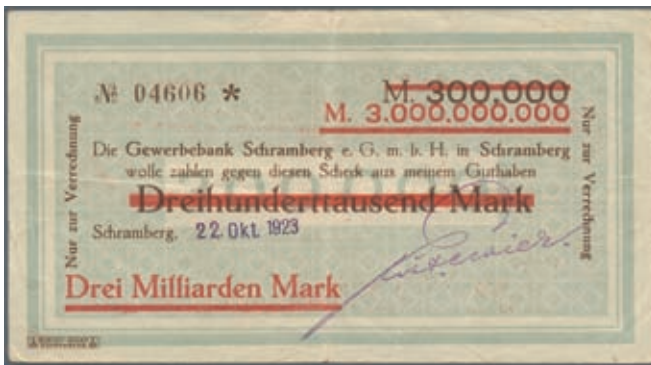 № 04606 *
M. 300,000
M. 3.000.000.000
Die Gewerbebank Schramberg e. G. m. b. H. in Schramberg
wolle zahlen gegen diesen Scheck aus meinem Guthaben
Dreihunderttausend Mark
Schramberg, 22. Okt. 1923
Drei Milliarden Mark
Nur zur Verrechnung
Nur zur Verrechnung